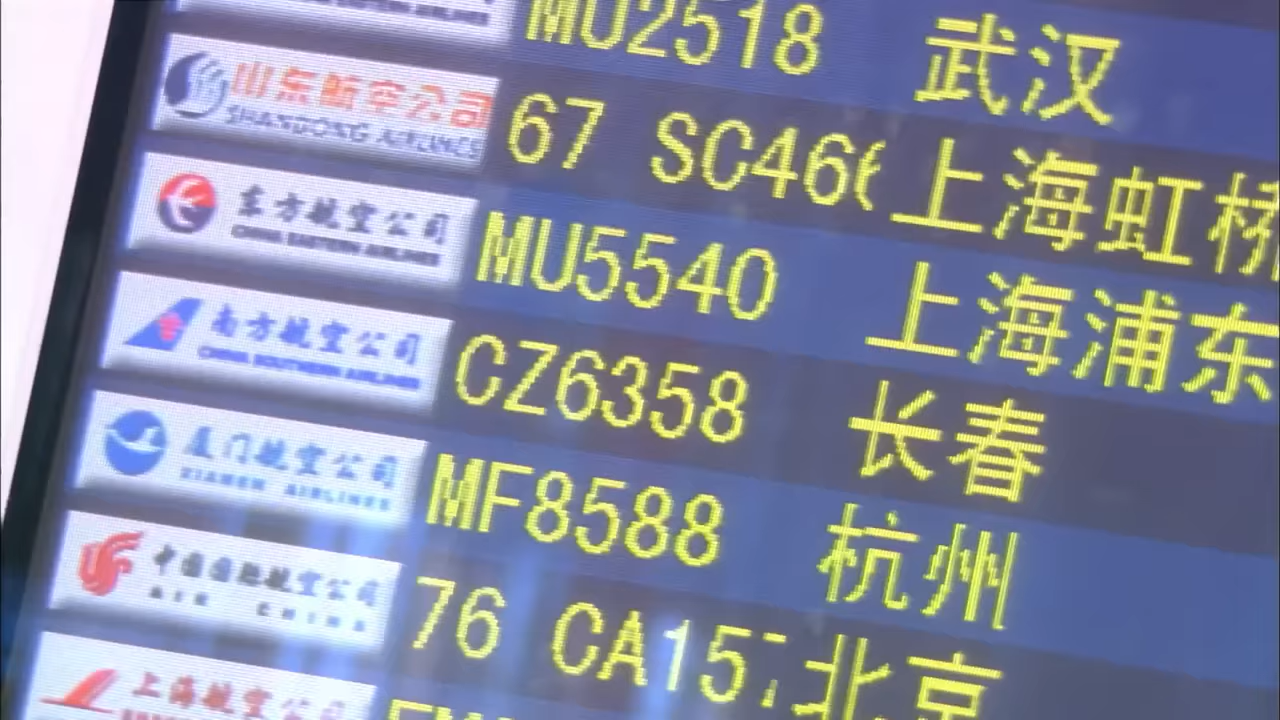 EASTERN AIRLINES MU2518 武汉
山东航空公司 SHANDONG AIRLINES 67 SC46 上海虹桥
东方航空公司 CHINA EASTERN AIRLINES MU5540 上海浦东
南方航空公司 CHINA SOUTHERN AIRLINES CZ6358 长春
厦门航空公司 XIAMEN AIRLINES MF8588 杭州
中国国际航空公司 AIR CHINA 76 CA15 北京
上海航空公司